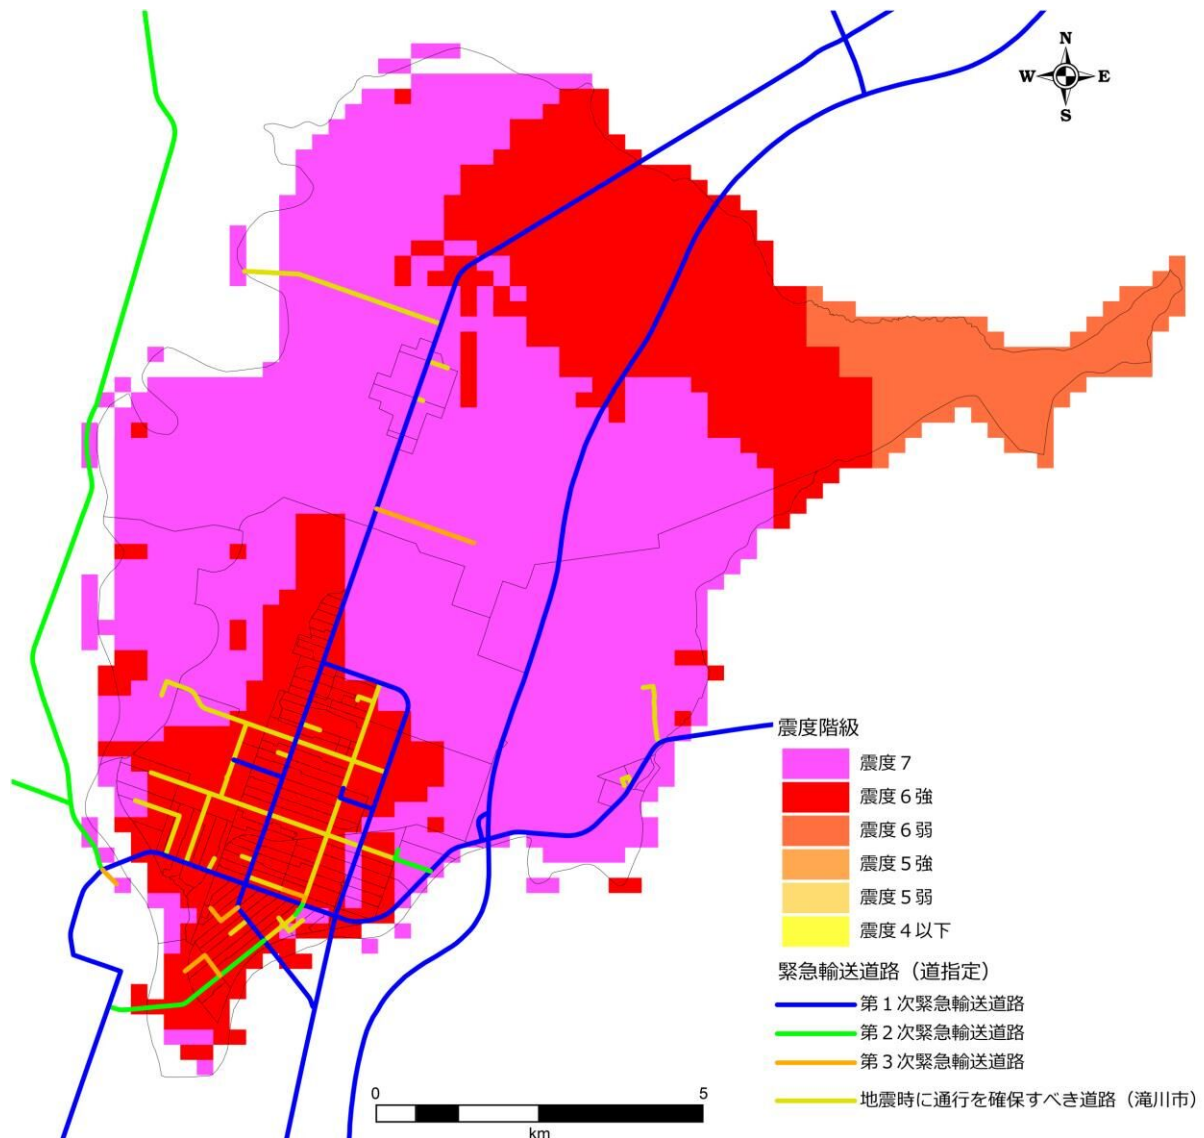 N
W E
S
震度階級
震度７
震度６強
震度６弱
震度５強
震度５弱
震度４以下
緊急輸送道路（道指定）
第１次緊急輸送道路
第２次緊急輸送道路
第３次緊急輸送道路
地震時に通行を確保すべき道路（滝川市）
0 5
km